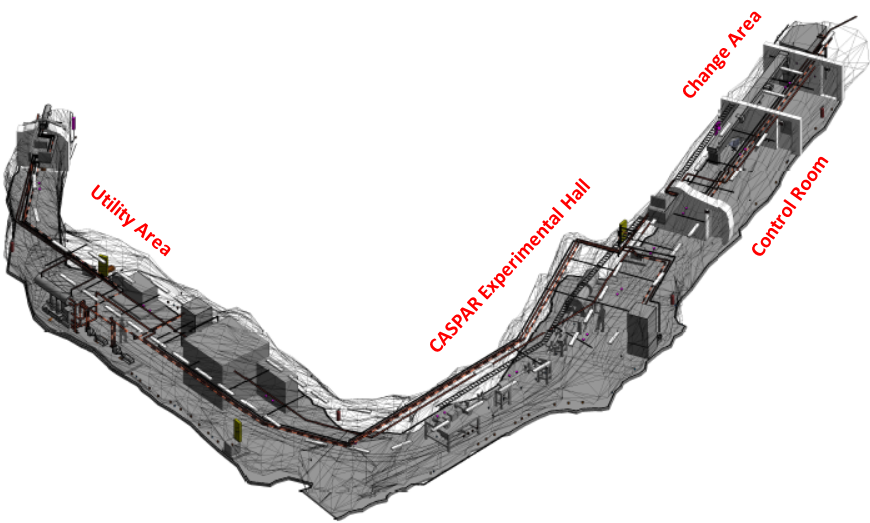 Change Area
Utility Area
CASPAR Experimental Hall
Control Room